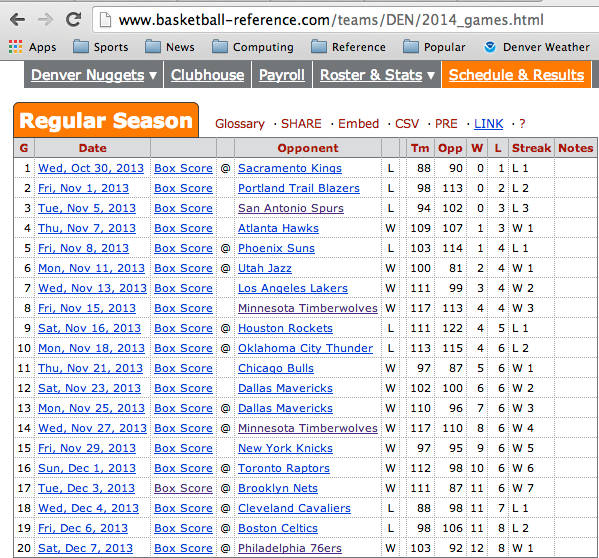 www.basketball-reference.com/teams/DEN/2014_games.html
Apps Sports News Computing Reference Popular Denver Weather
Denver Nuggets ▾ Clubhouse Payroll Roster & Stats ▾ Schedule & Results
Regular Season Glossary · SHARE · Embed · CSV · PRE · LINK · ?
G Date Opponent Tm Opp W L Streak Notes
1 Wed, Oct 30, 2013 Box Score @ Sacramento Kings L 88 90 0 1 L 1
2 Fri, Nov 1, 2013 Box Score Portland Trail Blazers L 98 113 0 2 L 2
3 Tue, Nov 5, 2013 Box Score San Antonio Spurs L 94 102 0 3 L 3
4 Thu, Nov 7, 2013 Box Score Atlanta Hawks W 109 107 1 3 W 1
5 Fri, Nov 8, 2013 Box Score @ Phoenix Suns L 103 114 1 4 L 1
6 Mon, Nov 11, 2013 Box Score @ Utah Jazz W 100 81 2 4 W 1
7 Wed, Nov 13, 2013 Box Score Los Angeles Lakers W 111 99 3 4 W 2
8 Fri, Nov 15, 2013 Box Score Minnesota Timberwolves W 117 113 4 4 W 3
9 Sat, Nov 16, 2013 Box Score @ Houston Rockets L 111 122 4 5 L 1
10 Mon, Nov 18, 2013 Box Score @ Oklahoma City Thunder L 113 115 4 6 L 2
11 Thu, Nov 21, 2013 Box Score Chicago Bulls W 97 87 5 6 W 1
12 Sat, Nov 23, 2013 Box Score Dallas Mavericks W 102 100 6 6 W 2
13 Mon, Nov 25, 2013 Box Score @ Dallas Mavericks W 110 96 7 6 W 3
14 Wed, Nov 27, 2013 Box Score @ Minnesota Timberwolves W 117 110 8 6 W 4
15 Fri, Nov 29, 2013 Box Score New York Knicks W 97 95 9 6 W 5
16 Sun, Dec 1, 2013 Box Score @ Toronto Raptors W 112 98 10 6 W 6
17 Tue, Dec 3, 2013 Box Score @ Brooklyn Nets W 111 87 11 6 W 7
18 Wed, Dec 4, 2013 Box Score @ Cleveland Cavaliers L 88 98 11 7 L 1
19 Fri, Dec 6, 2013 Box Score @ Boston Celtics L 98 106 11 8 L 2
20 Sat, Dec 7, 2013 Box Score @ Philadelphia 76ers W 103 92 12 8 W 1